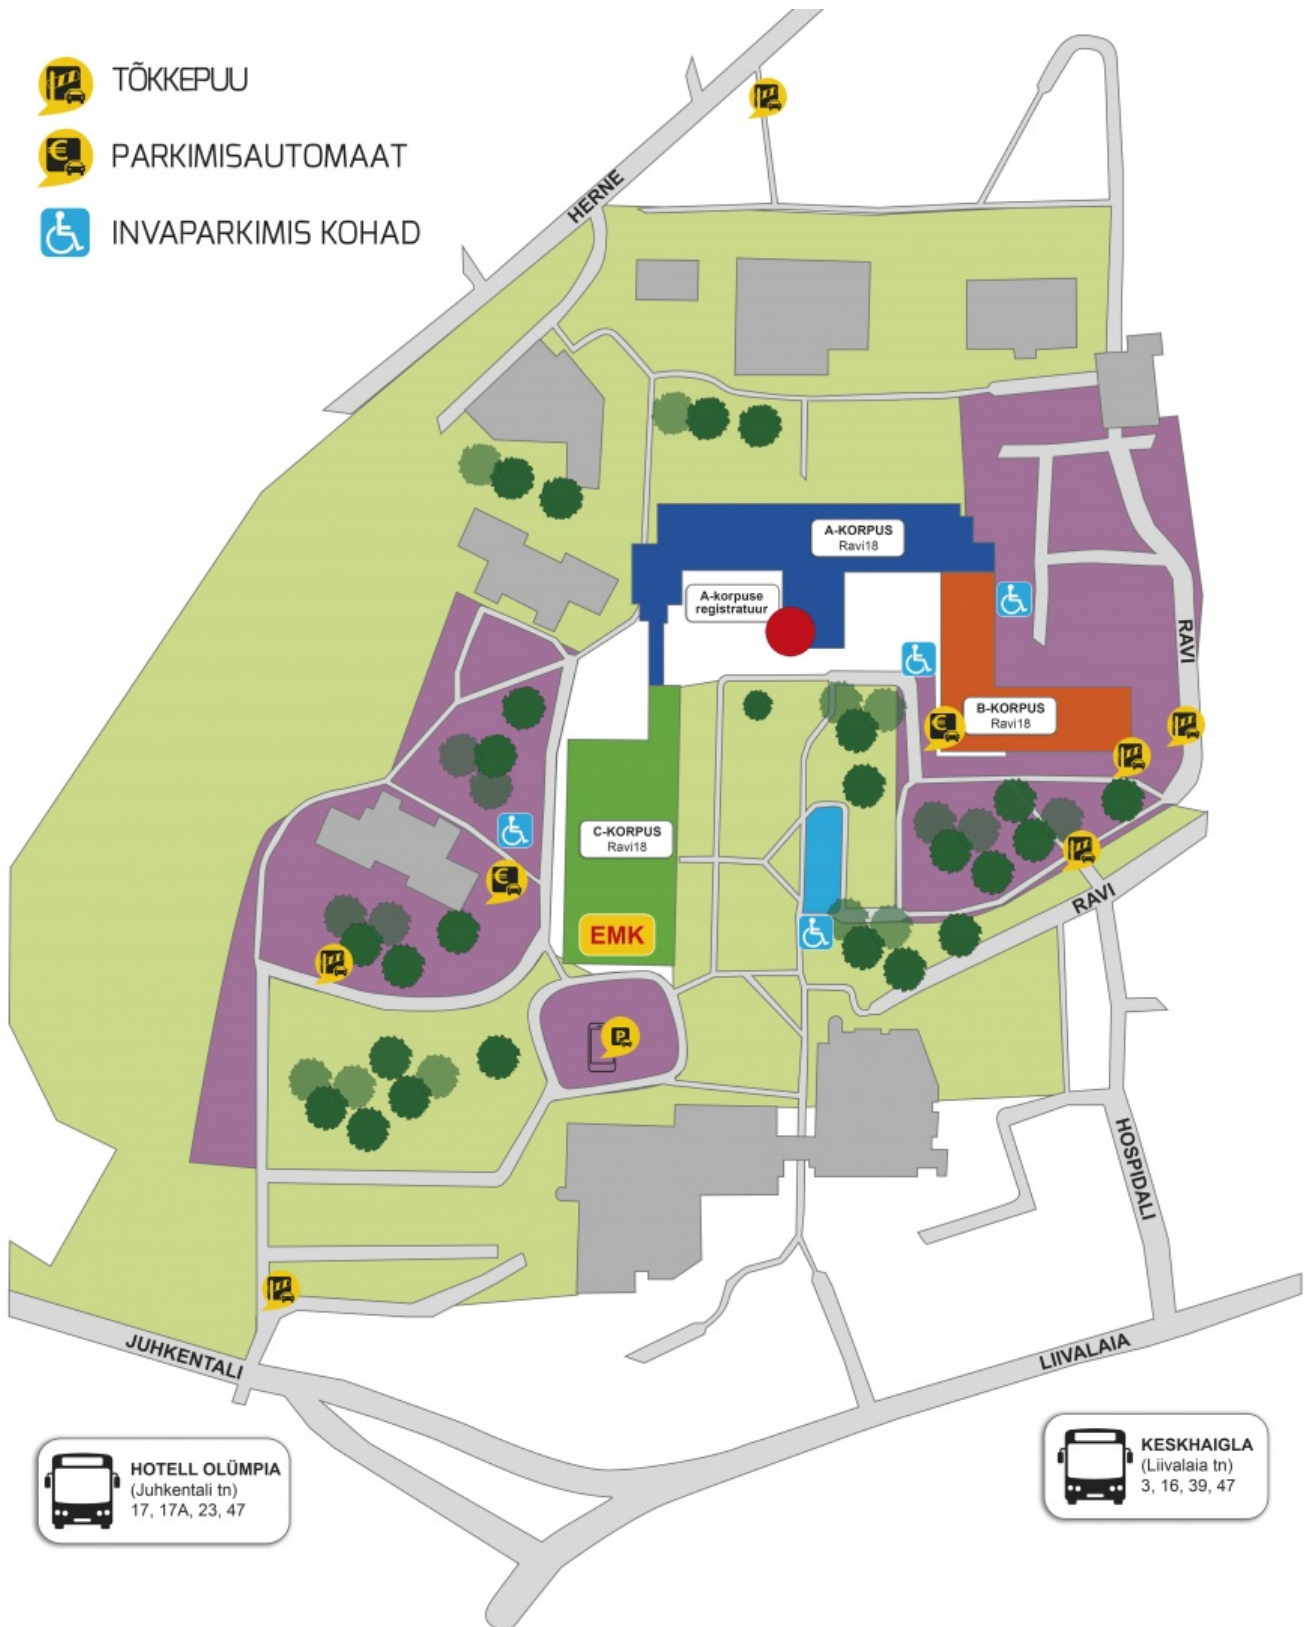 TÕKKEPUU
PARKIMISAUTOMAAT
INVAPARKIMIS KOHAD
HERNE
A-KORPUS
Ravi18
A-korpuse
registratuur
RAVI
B-KORPUS
Ravi18
€
C-KORPUS
Ravi18
€
RAVI
EMK
P
HOSPIDALI
JUHKENTALI
LIIVALAIA
HOTELL OLÜMPIA
(Juhkentali tn)
17, 17A, 23, 47
KESKHAIGLA
(Liivalaia tn)
3, 16, 39, 47